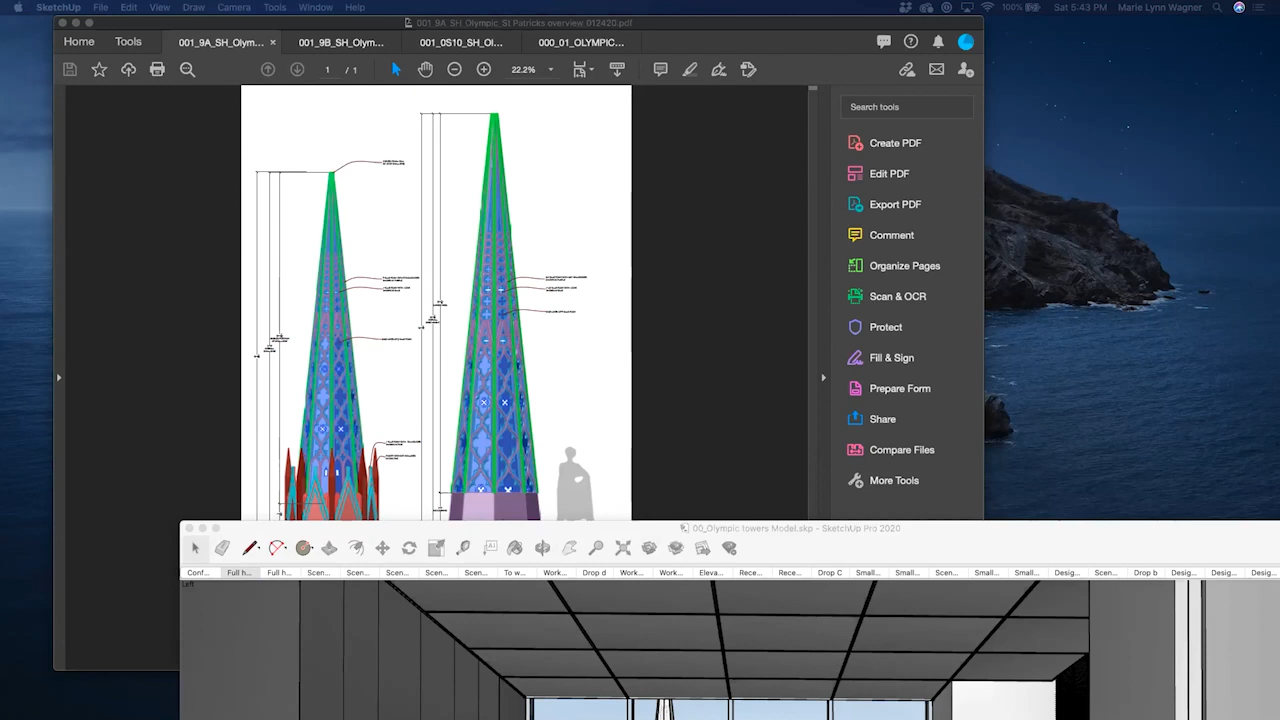 SketchUp File Edit View Draw Camera Tools Window Help 100% Sat 5:43 PM Marie Lynn Wagner
001_9A_SH_Olympic_St Patricks overview_012420.pdf
Home Tools 001_9A_SH_Olym... × 001_9B_SH_Olym... 001_0S10_SH_Ol... 000_01_OLYMPIC...
1 / 1 22.2%
Search tools
Create PDF
Edit PDF
Export PDF
Comment
Organize Pages
Scan & OCR
Protect
Fill & Sign
Prepare Form
Share
Compare Files
More Tools
00_Olympic towers Model.skp - SketchUp Pro 2020
Conf... Full h... Full h... Scen... Scen... Scen... Scen... Scen... To w... Work... Drop d Work... Work... Eleva... Rece... Rece... Drop C Small... Small... Scen... Small... Small... Desig... Scen... Drop b Desig... Desig... Desig...
Left